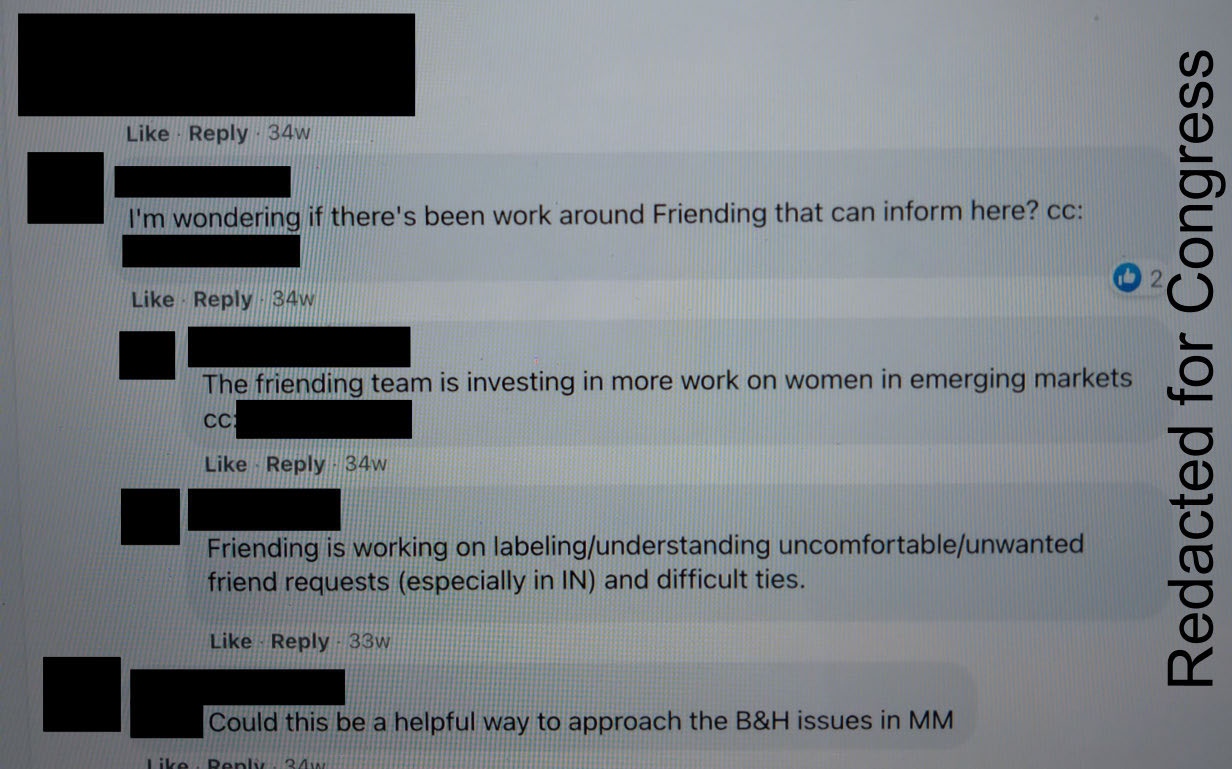 Like · Reply · 34w
I'm wondering if there's been work around Friending that can inform here? cc:
2
Like · Reply · 34w
The friending team is investing in more work on women in emerging markets
cc:
Like · Reply · 34w
Friending is working on labeling/understanding uncomfortable/unwanted
friend requests (especially in IN) and difficult ties.
Like · Reply · 33w
Could this be a helpful way to approach the B&H issues in MM
Like · Reply · 34w
Redacted for Congress